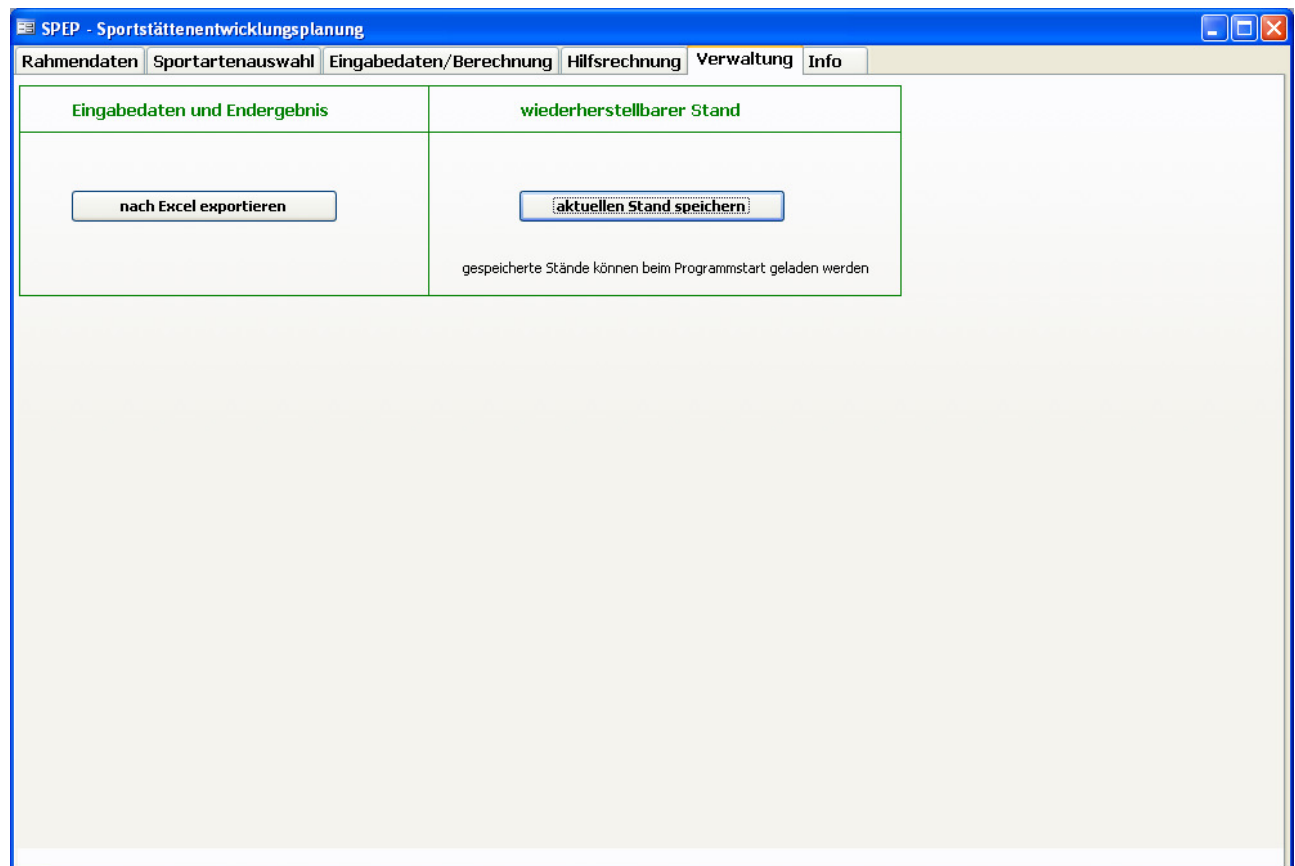 SPEP - Sportstättenentwicklungsplanung
Rahmendaten Sportartenauswahl Eingabedaten/Berechnung Hilfsrechnung Verwaltung Info
Eingabedaten und Endergebnis
wiederherstellbarer Stand
nach Excel exportieren
aktuellen Stand speichern
gespeicherte Stände können beim Programmstart geladen werden